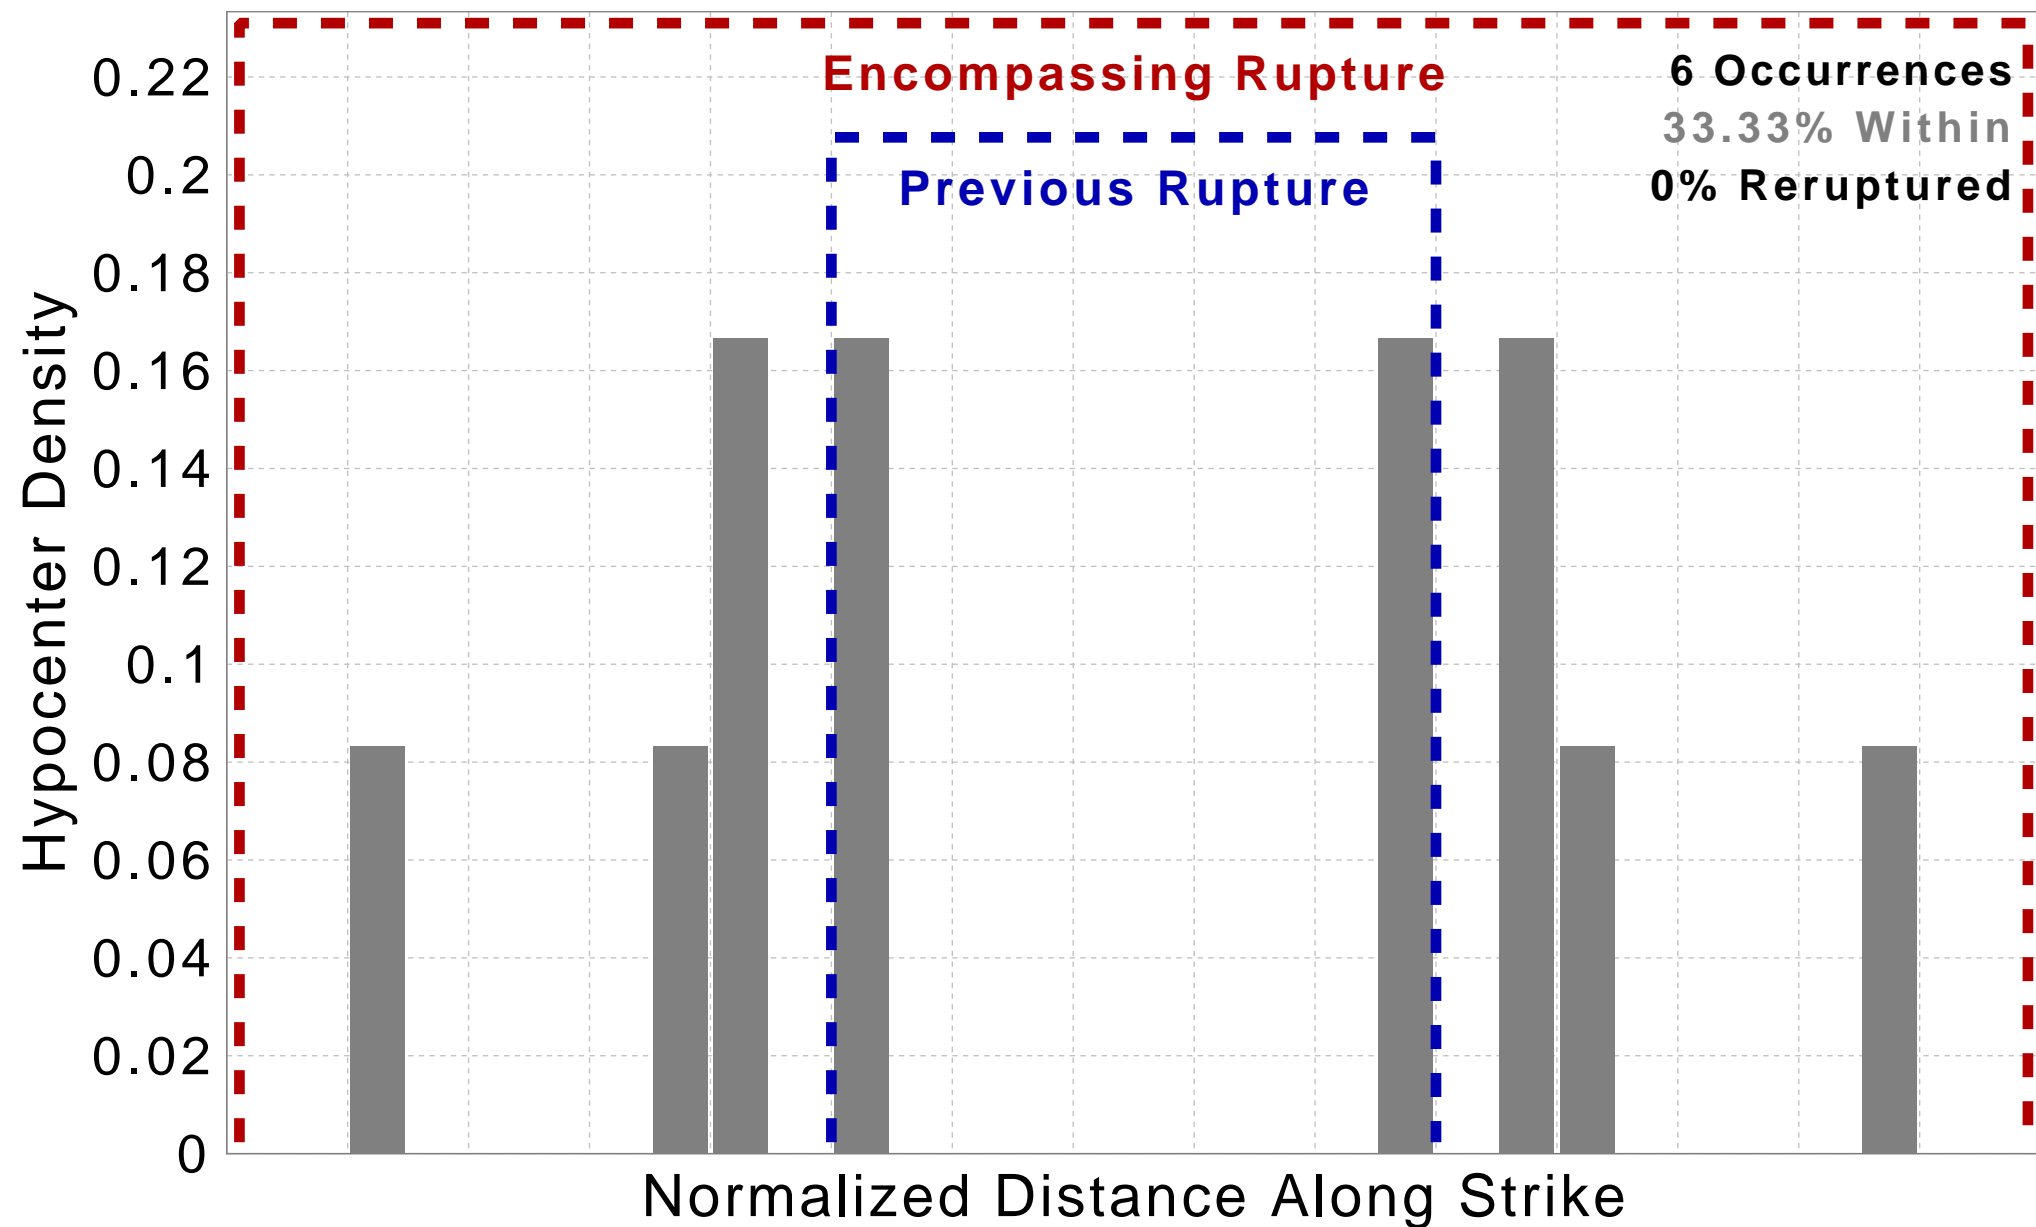 Encompassing Rupture
6 Occurrences
33.33% Within
0% Reruptured
Previous Rupture
Hypocenter Density
0.22
0.2
0.18
0.16
0.14
0.12
0.1
0.08
0.06
0.04
0.02
0
Normalized Distance Along Strike